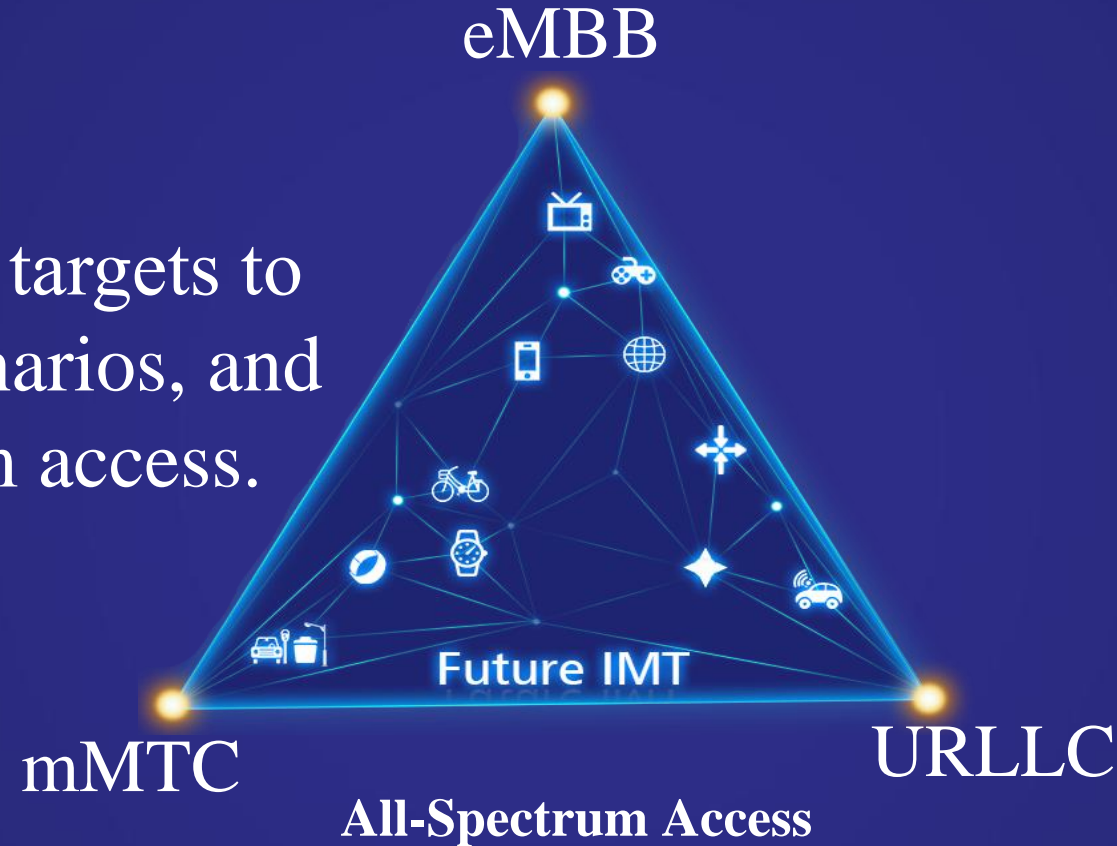 eMBB
targets to
narios, and
access.
Future IMT
mMTC
URLLC
All-Spectrum Access